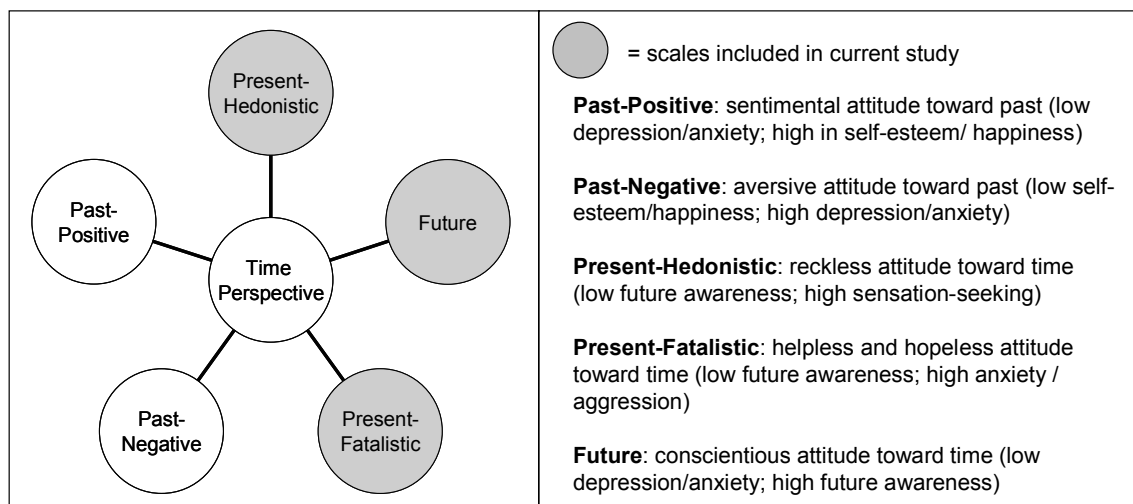 Present-
Hedonistic
Past-
Positive
Future
Time
Perspective
Past-
Negative
Present-
Fatalistic
= scales included in current study
Past-Positive: sentimental attitude toward past (low
depression/anxiety; high in self-esteem/ happiness)
Past-Negative: aversive attitude toward past (low self-
esteem/happiness; high depression/anxiety)
Present-Hedonistic: reckless attitude toward time
(low future awareness; high sensation-seeking)
Present-Fatalistic: helpless and hopeless attitude
toward time (low future awareness; high anxiety /
aggression)
Future: conscientious attitude toward time (low
depression/anxiety; high future awareness)